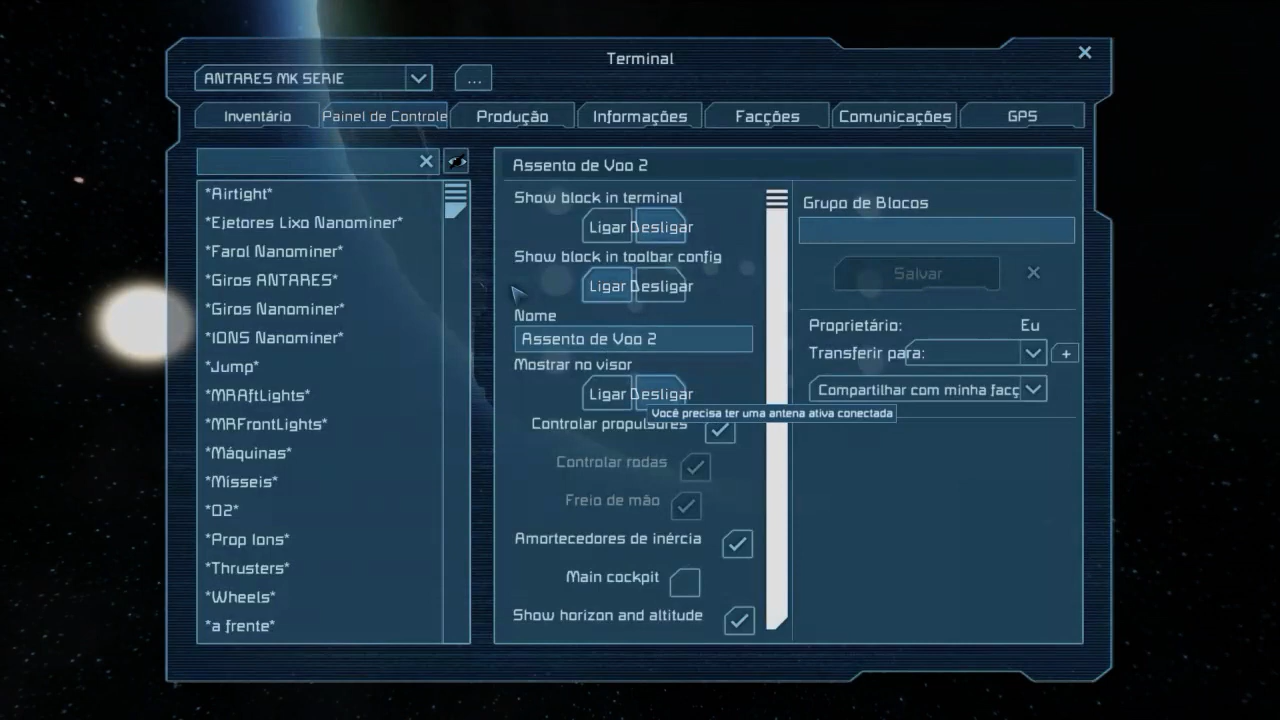 Terminal
ANTARES MK SERIE
...
Inventário
Painel de Controle
Produção
Informações
Facções
Comunicações
GPS
*Airtight*
*Ejetores Lixo Nanominer*
*Farol Nanominer*
*Giros ANTARES*
*Giros Nanominer*
*IONS Nanominer*
*Jump*
*MRAftLights*
*MRFrontLights*
*Máquinas*
*Mísseis*
*O2*
*Prop Ions*
*Thrusters*
*Wheels*
*a frente*
Assento de Voo 2
Show block in terminal
Ligar Desligar
Show block in toolbar config
Ligar Desligar
Nome
Assento de Voo 2
Mostrar no visor
Ligar Desligar
Você precisa ter uma antena ativa conectada
Controlar propulsores
Controlar rodas
Freio de mão
Amortecedores de inércia
Main cockpit
Show horizon and altitude
Grupo de Blocos
Salvar
Proprietário: Eu
Transferir para:
+
Compartilhar com minha facç